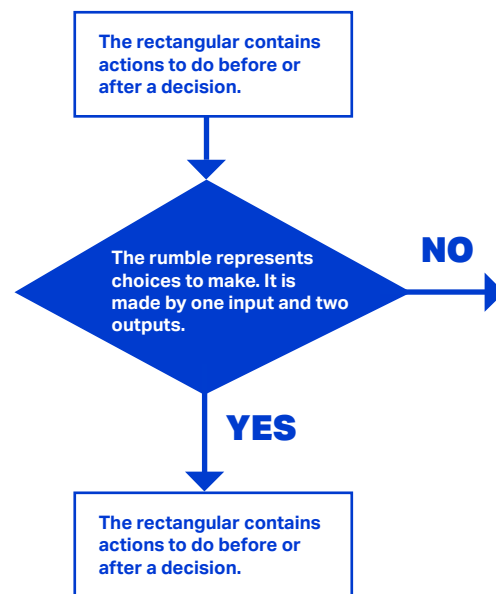 The rectangular contains
actions to do before or
after a decision.
The rumble represents
choices to make. It is
made by one input and two
outputs.
NO
YES
The rectangular contains
actions to do before or
after a decision.